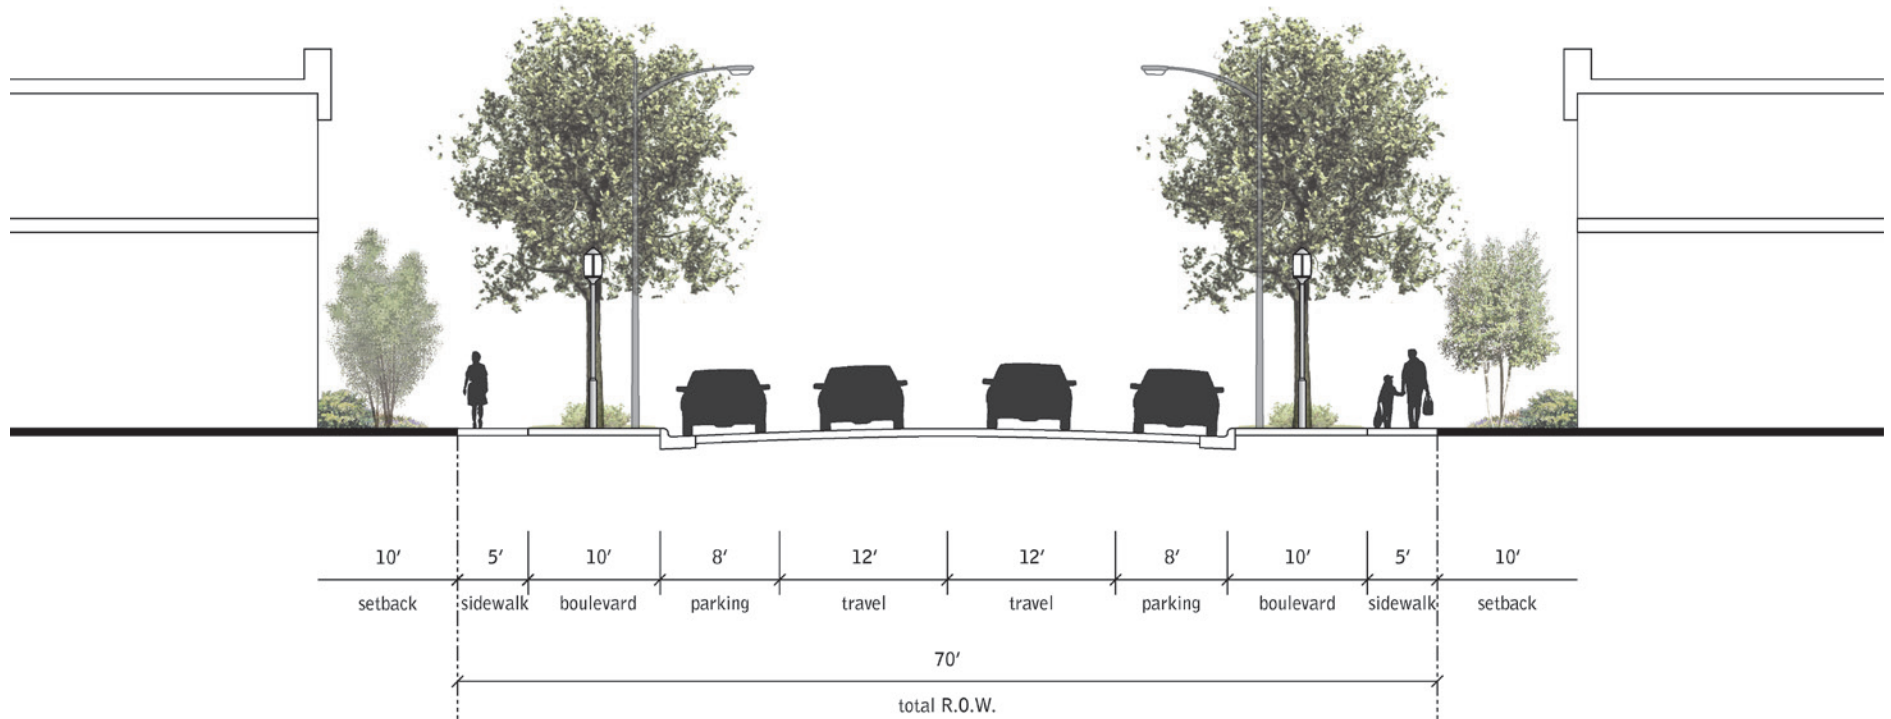 10′ 5′ 10′ 8′ 12′ 12′ 8′ 10′ 5′ 10′
setback sidewalk boulevard parking travel travel parking boulevard sidewalk setback
70′
total R.O.W.